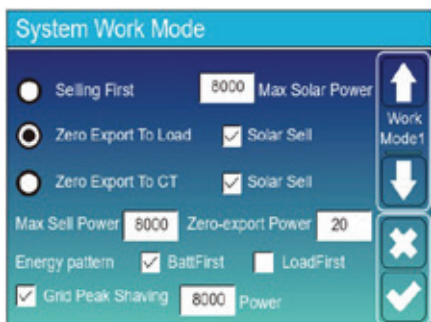 System Work Mode
Selling First 8000 Max Solar Power
Work
Mode1
Zero Export To Load Solar Sell
Zero Export To CT Solar Sell
Max Sell Power 8000 Zero-export Power 20
Energy pattern BattFirst LoadFirst
Grid Peak Shaving 8000 Power